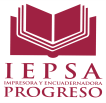 IEPSA
IMPRESORA Y ENCUADERNADORA
PROGRESO